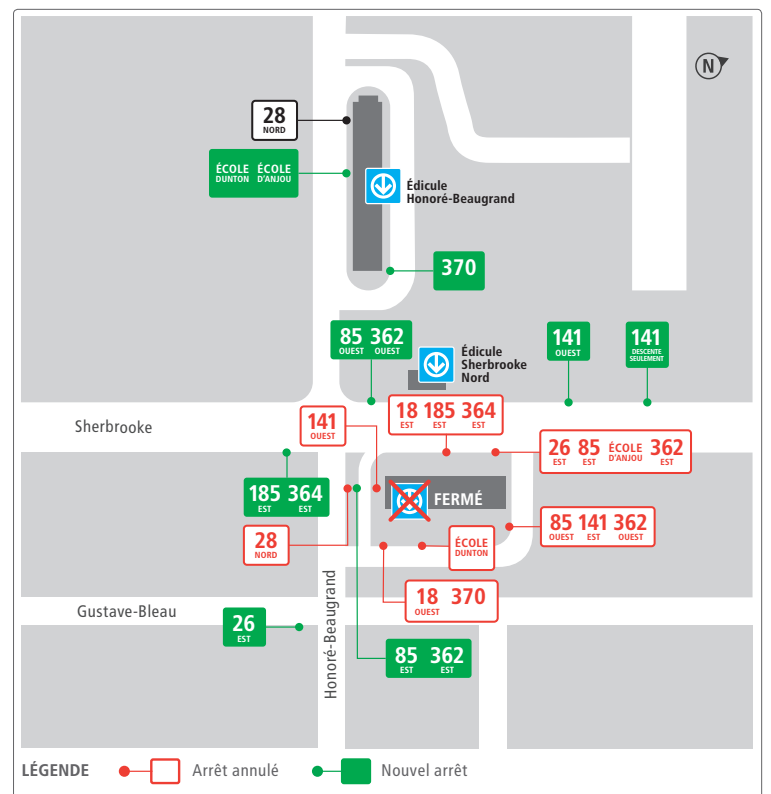 N
28
NORD
ÉCOLE ÉCOLE
DUNTON D'ANJOU
Édicule
Honoré-Beaugrand
370
85 362
OUEST OUEST
Édicule
Sherbrooke
Nord
141
OUEST
141
DESCENTE
SEULEMENT
Sherbrooke
141
OUEST
18 185 364
EST EST EST
26 85 ÉCOLE 362
EST EST D'ANJOU EST
185 364
EST EST
FERMÉ
28
NORD
ÉCOLE
DUNTON
85 141 362
OUEST EST OUEST
18 370
OUEST
Gustave-Bleau
26
EST
Honoré-Beaugrand
85 362
EST EST
LÉGENDE Arrêt annulé Nouvel arrêt